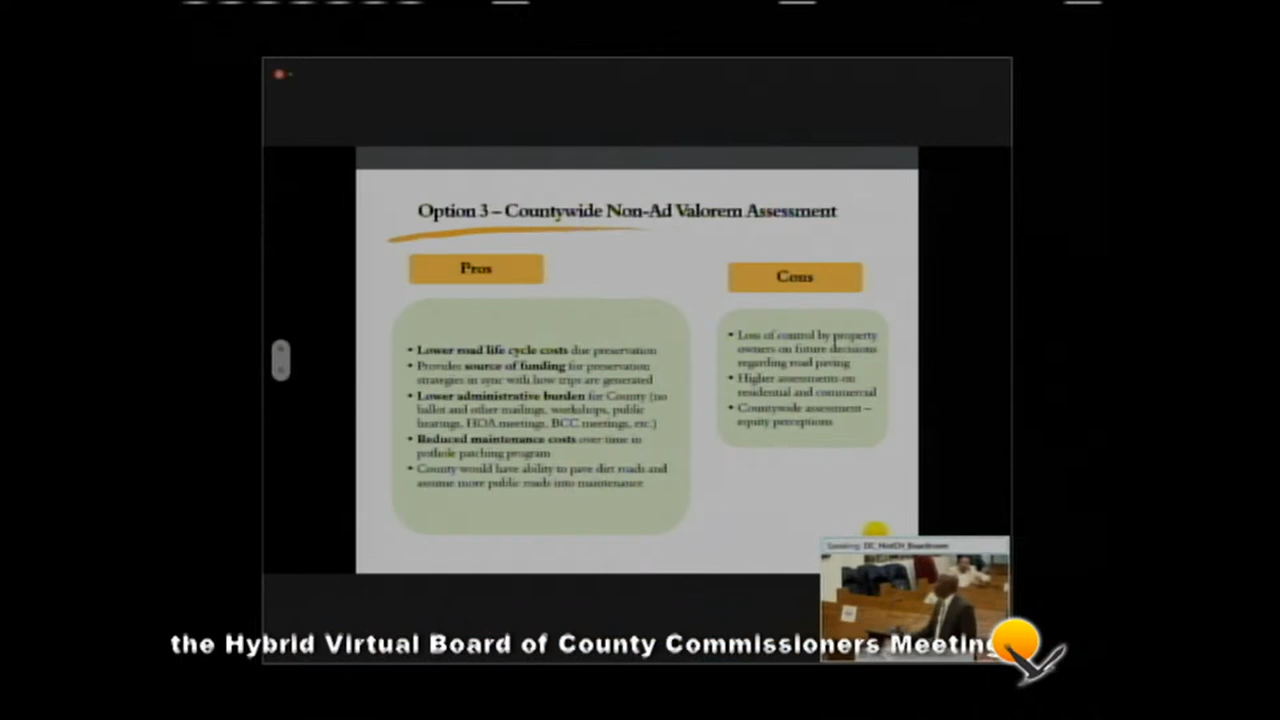 Option 3 – Countywide Non-Ad Valorem Assessment
Pros
• Lower road life cycle costs due preservation
• Provides source of funding for preservation
strategies in sync with how trips are generated
• Lower administrative burden for County (no
ballot and other mailings, workshops, public
hearings, HOA meetings, BCC meetings, etc.)
• Reduced maintenance costs over time in
pothole patching program
• County would have ability to pave dirt roads and
assume more public roads into maintenance
Cons
• Loss of control by property
owners on future decisions
regarding road paving
• Higher assessments on
residential and commercial
• Countywide assessment –
equity perceptions
Speaking:
the Hybrid Virtual Board of County Commissioners Meeting